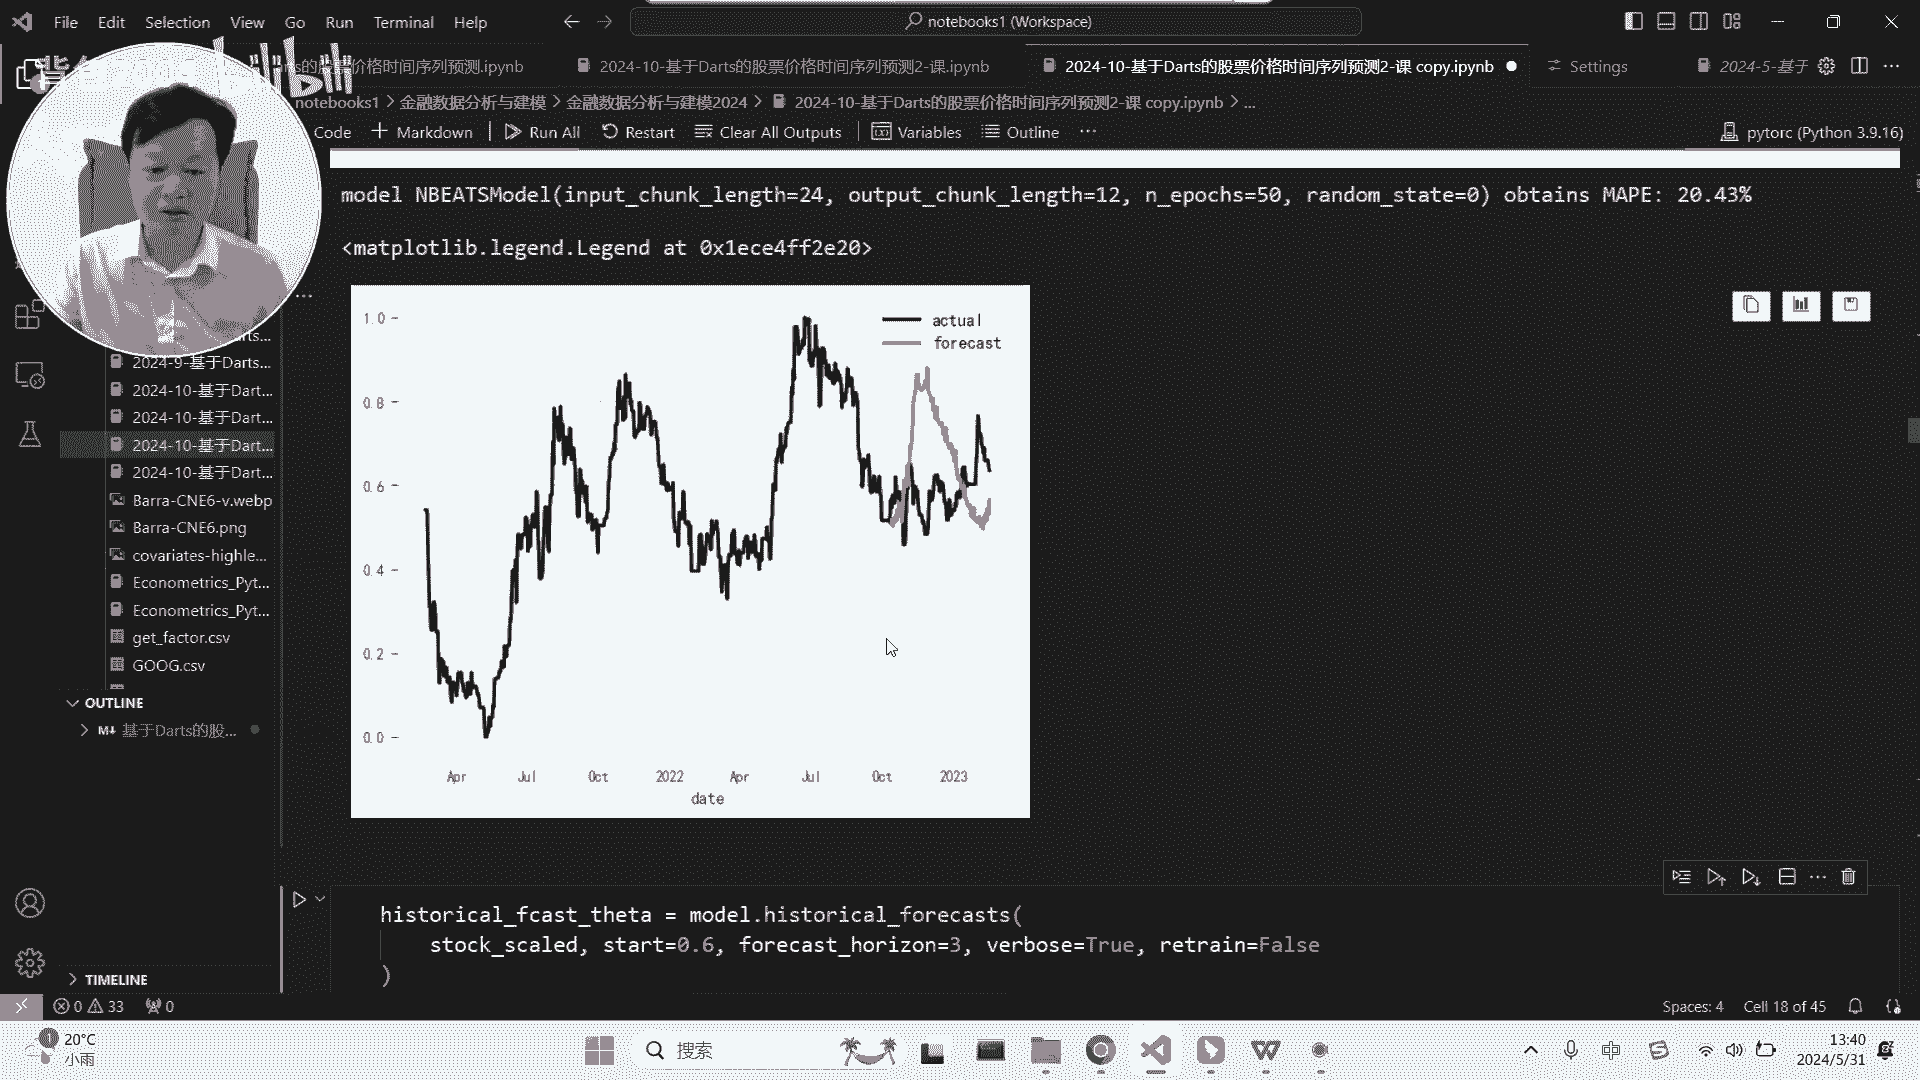 File Edit Selection View Go Run Terminal Help
notebooks1 (Workspace)
bilibili
的股票价格时间序列预测.ipynb
2024-10-基于Darts的股票价格时间序列预测2-课.ipynb
2024-10-基于Darts的股票价格时间序列预测2-课 copy.ipynb
Settings
2024-5-基于
notebooks1 > 金融数据分析与建模 > 金融数据分析与建模2024 > 2024-10-基于Darts的股票价格时间序列预测2-课 copy.ipynb > ...
Code + Markdown | Run All Restart Clear All Outputs | Variables Outline ...
pytorc (Python 3.9.16)
model NBEATSModel(input_chunk_length=24, output_chunk_length=12, n_epochs=50, random_state=0) obtains MAPE: 20.43%
<matplotlib.legend.Legend at 0x1ece4ff2e20>
1.0
0.8
0.6
0.4
0.2
0.0
actual
forecast
Apr Jul Oct 2022 Apr Jul Oct 2023
date
2024-9-基于Darts...
2024-10-基于Dart...
2024-10-基于Dart...
2024-10-基于Dart...
2024-10-基于Dart...
Barra-CNE6-v.webp
Barra-CNE6.png
covariates-highle...
Econometrics_Pyt...
Econometrics_Pyt...
get_factor.csv
GOOG.csv
OUTLINE
M↓ 基于Darts的股...
TIMELINE
historical_fcast_theta = model.historical_forecasts(
stock_scaled, start=0.6, forecast_horizon=3, verbose=True, retrain=False
)
0 33 0
Spaces: 4 Cell 18 of 45
1
20°C
小雨
搜索
中
13:40
2024/5/31